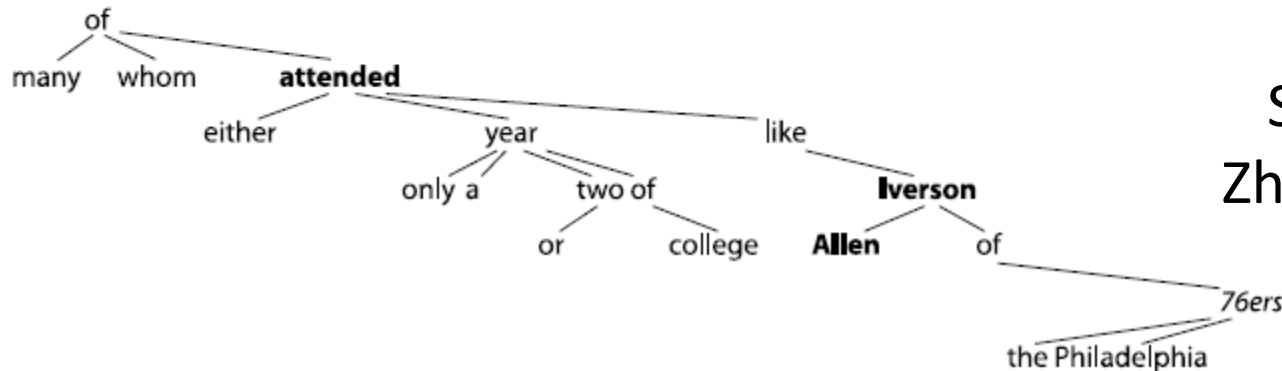 of
many whom attended
either year like
only a two of Iverson
or college Allen of
76ers
the Philadelphia